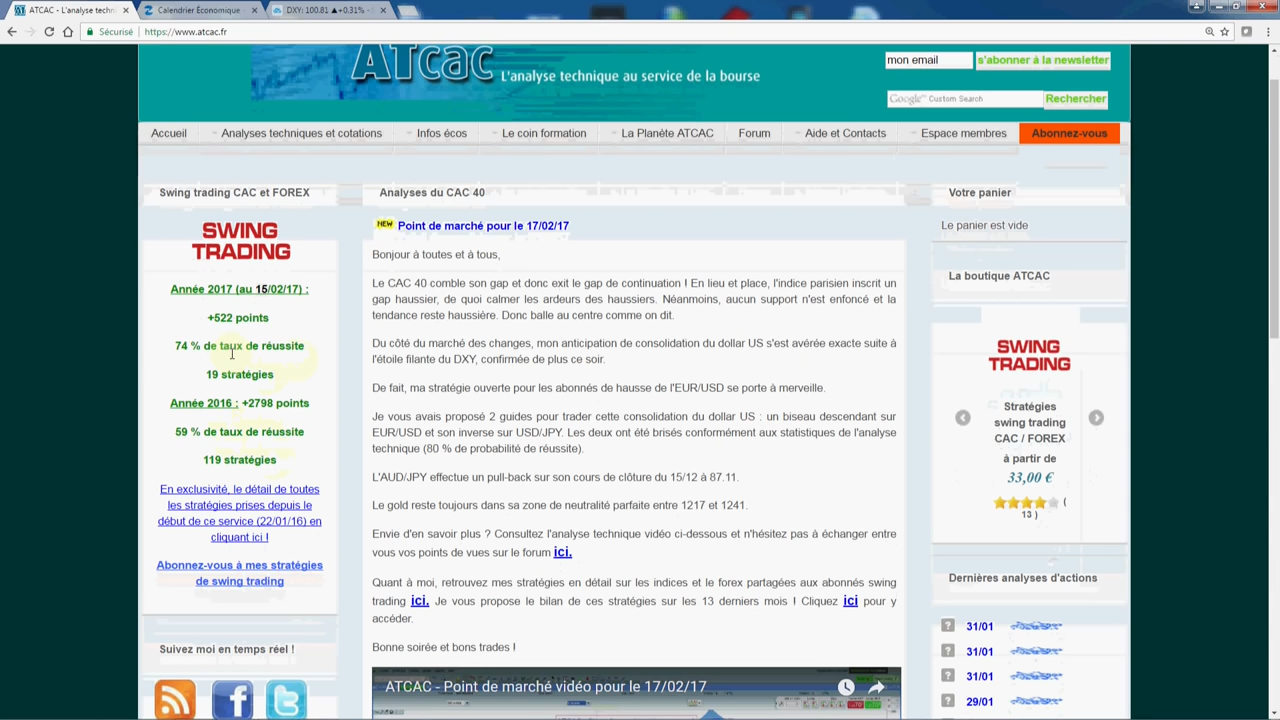 ATCAC - L'analyse techn
Calendrier Économique
DXY: 100.81 ▲+0.31% -
Sécurisé
https://www.atcac.fr
ATcac
L'analyse technique au service de la bourse
mon email
s'abonner à la newsletter
Google™ Custom Search
Rechercher
Accueil
Analyses techniques et cotations
Infos écos
Le coin formation
La Planète ATCAC
Forum
Aide et Contacts
Espace membres
Abonnez-vous
Swing trading CAC et FOREX
SWING
TRADING
Année 2017 (au 15/02/17) :
+522 points
74 % de taux de réussite
19 stratégies
Année 2016 : +2798 points
59 % de taux de réussite
119 stratégies
En exclusivité, le détail de toutes
les stratégies prises depuis le
début de ce service (22/01/16) en
cliquant ici !
Abonnez-vous à mes stratégies
de swing trading
Suivez moi en temps réel !
Analyses du CAC 40
NEW Point de marché pour le 17/02/17
Bonjour à toutes et à tous,
Le CAC 40 comble son gap et donc exit le gap de continuation ! En lieu et place, l'indice parisien inscrit un
gap haussier, de quoi calmer les ardeurs des haussiers. Néanmoins, aucun support n'est enfoncé et la
tendance reste haussière. Donc balle au centre comme on dit.
Du côté du marché des changes, mon anticipation de consolidation du dollar US s'est avérée exacte suite à
l'étoile filante du DXY, confirmée de plus ce soir.
De fait, ma stratégie ouverte pour les abonnés de hausse de l'EUR/USD se porte à merveille.
Je vous avais proposé 2 guides pour trader cette consolidation du dollar US : un biseau descendant sur
EUR/USD et son inverse sur USD/JPY. Les deux ont été brisés conformément aux statistiques de l'analyse
technique (80 % de probabilité de réussite).
L'AUD/JPY effectue un pull-back sur son cours de clôture du 15/12 à 87.11.
Le gold reste toujours dans sa zone de neutralité parfaite entre 1217 et 1241.
Envie d'en savoir plus ? Consultez l'analyse technique vidéo ci-dessous et n'hésitez pas à échanger entre
vous vos points de vues sur le forum ici.
Quant à moi, retrouvez mes stratégies en détail sur les indices et le forex partagées aux abonnés swing
trading ici. Je vous propose le bilan de ces stratégies sur les 13 derniers mois ! Cliquez ici pour y
accéder.
Bonne soirée et bons trades !
ATCAC - Point de marché vidéo pour le 17/02/17
Votre panier
Le panier est vide
La boutique ATCAC
SWING
TRADING
Stratégies
swing trading
CAC / FOREX
à partir de
33,00 €
(
13 )
Dernières analyses d'actions
31/01
31/01
31/01
29/01